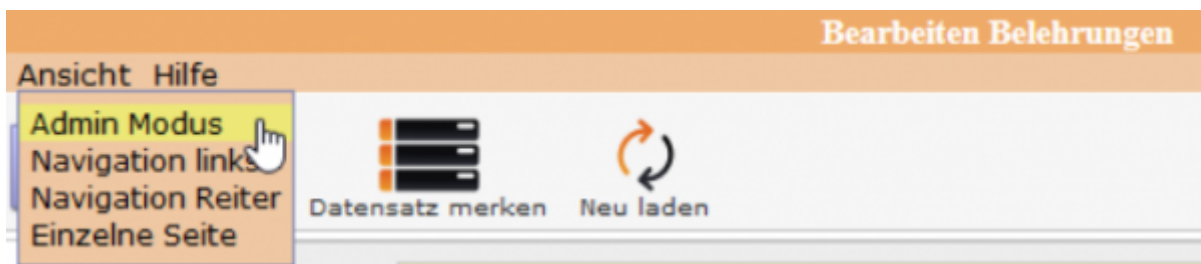 Bearbeiten Belehrungen
Ansicht Hilfe
Admin Modus
Navigation links
Navigation Reiter
Einzelne Seite
Datensatz merken
Neu laden